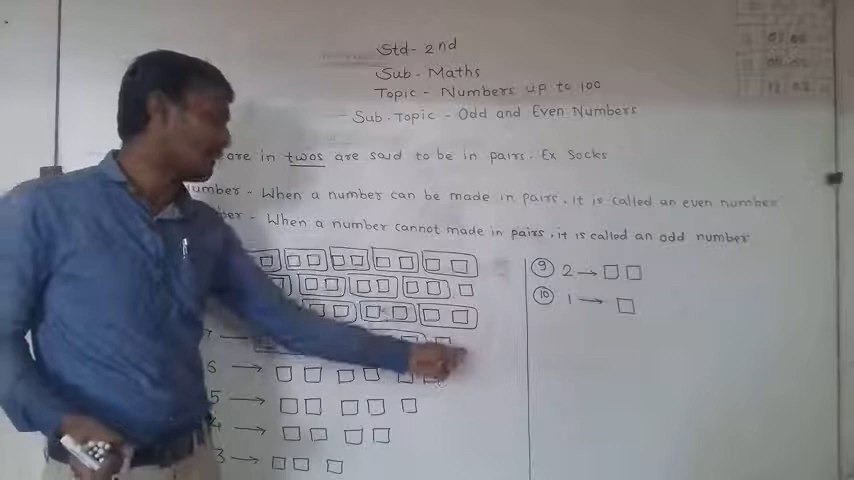 Std - 2nd
Sub - Maths
Topic - Numbers up to 100
Sub Topic - Odd and Even Numbers
are in twos are said to be in pairs. Ex Socks
Number - When a number can be made in pairs, it is called an even number
When a number cannot made in pairs, it is called an odd number
7 →
6 →
5 →
4 →
3 →
9 2 →
10 1 →